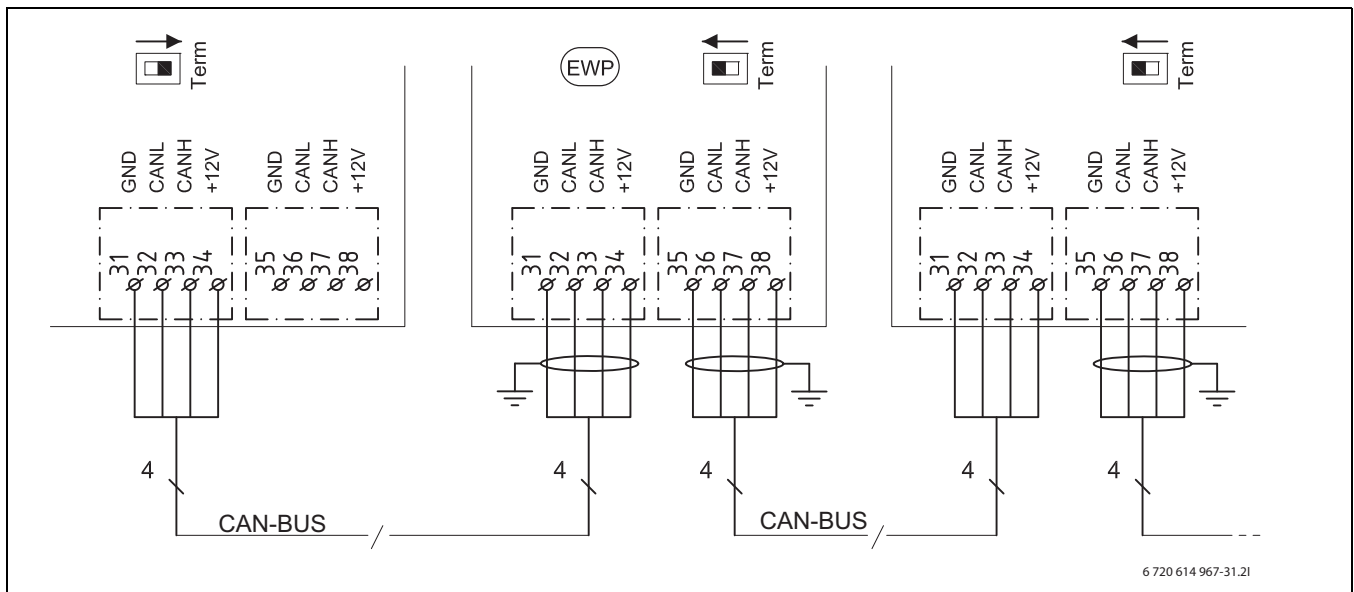 Term
EWP
Term
Term
GND CANL CANH +12V
GND CANL CANH +12V
GND CANL CANH +12V
GND CANL CANH +12V
GND CANL CANH +12V
GND CANL CANH +12V
31 32 33 34
35 36 37 38
31 32 33 34
35 36 37 38
31 32 33 34
35 36 37 38
4
4
4
4
4
CAN-BUS
CAN-BUS
6 720 614 967-31.2I